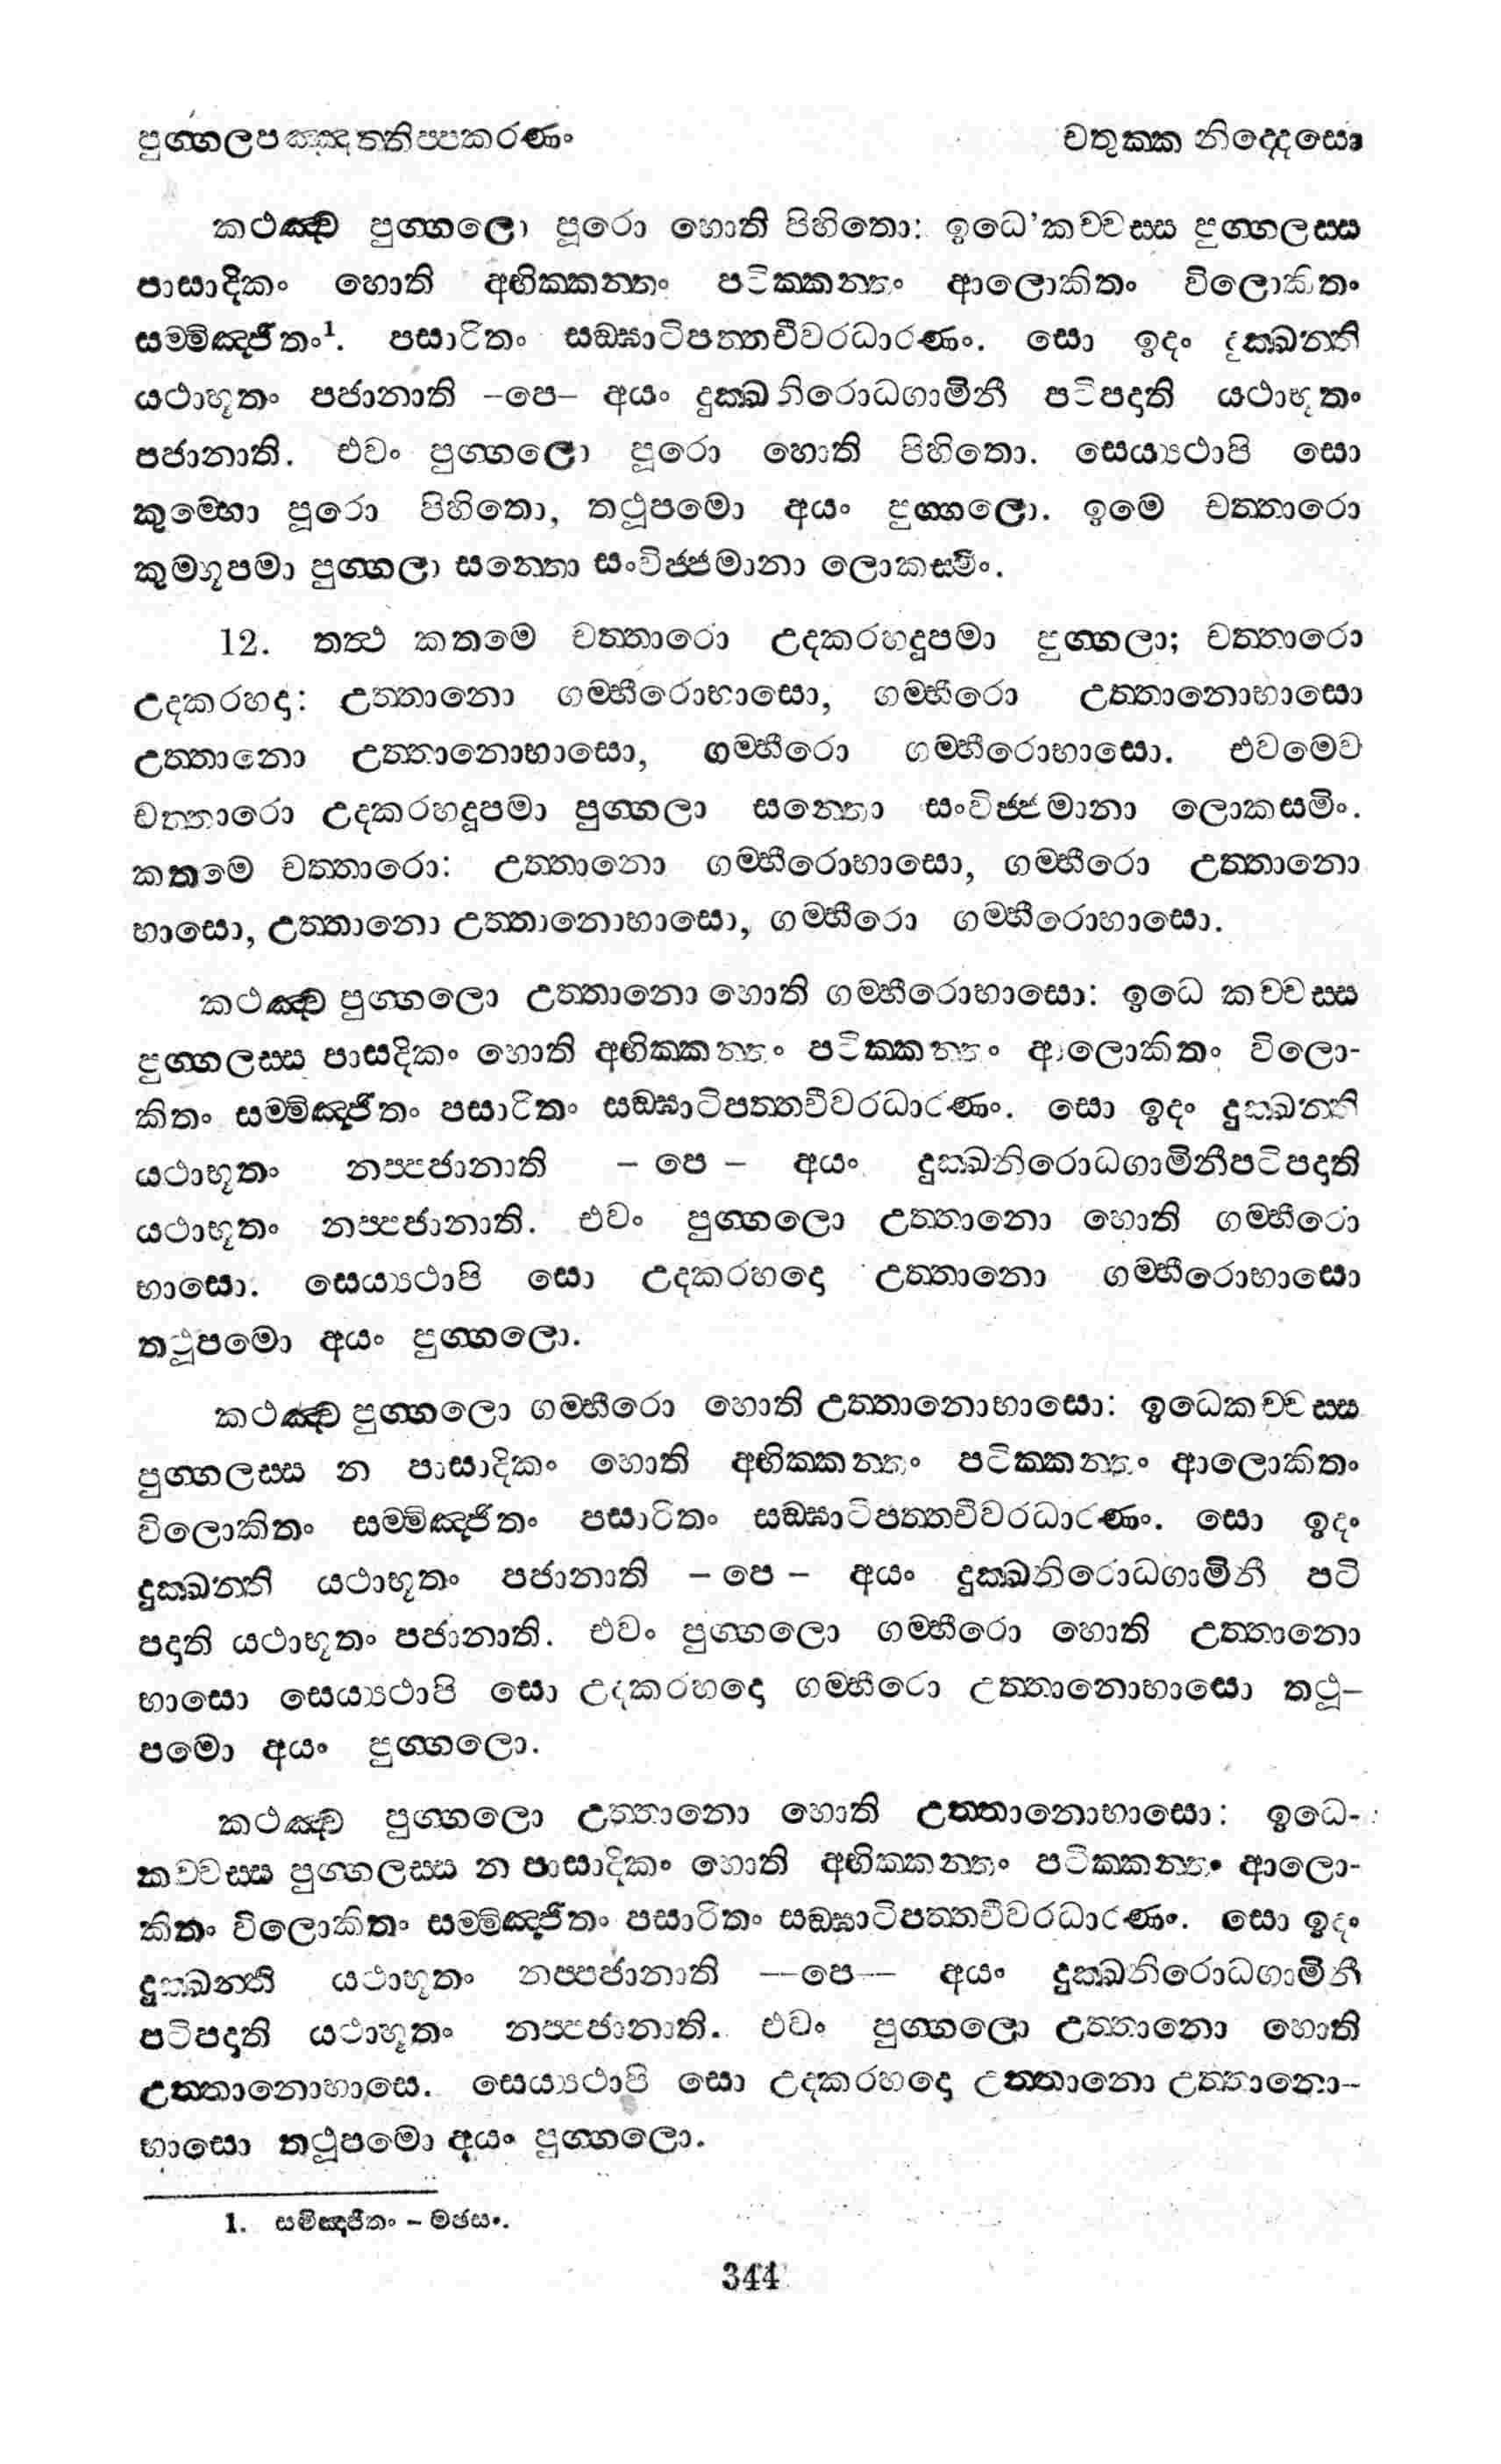 පුග්ගලපඤ්ඤත්තිප්පකරණං
චතුක්ක නිද්දෙසො
කථඤ්ච පුග්ගලො පූරො හොති පිහිතො: ඉධෙ'කච්චස්ස පුග්ගලස්ස
පාසාදිකං හොති අභික්කන්තං පටික්කන්තං ආලොකිතං විලොකිතං
සම්මිඤ්ජිතං1. පසාරිතං සඞ්ඝාටිපත්තචීවරධාරණං. සො ඉදං දුක්ඛන්ති
යථාභූතං පජානාති –පෙ– අයං දුක්ඛනිරොධගාමිනී පටිපදාති යථාභූතං
පජානාති. එවං පුග්ගලො පූරො හොති පිහිතො. සෙය්‍යථාපි සො
කුම්භො පූරො පිහිතො, තථූපමො අයං පුග්ගලො. ඉමෙ චත්තාරො
කුම්භූපමා පුග්ගලා සන්තො සංවිජ්ජමානා ලොකස්මිං.
12. තත්ථ කතමෙ චත්තාරො උදකරහදූපමා පුග්ගලා; චත්තාරො
උදකරහදා: උත්තානො ගම්භීරොභාසො, ගම්භීරො උත්තානොභාසො
උත්තානො උත්තානොභාසො, ගම්භීරො ගම්භීරොභාසො. එවමෙව
චත්තාරො උදකරහදූපමා පුග්ගලා සන්තො සංවිජ්ජමානා ලොකස්මිං.
කතමෙ චත්තාරො: උත්තානො ගම්භීරොභාසො, ගම්භීරො උත්තානො
භාසො, උත්තානො උත්තානොභාසො, ගම්භීරො ගම්භීරොභාසො.
කථඤ්ච පුග්ගලො උත්තානො හොති ගම්භීරොභාසො: ඉධෙ කච්චස්ස
පුග්ගලස්ස පාසදිකං හොති අභික්කන්තං පටික්කන්තං ආලොකිතං විලො-
කිතං සම්මිඤ්ජිතං පසාරිතං සඞ්ඝාටිපත්තචීවරධාරණං. සො ඉදං දුක්ඛන්ති
යථාභූතං නප්පජානාති – පෙ – අයං දුක්ඛනිරොධගාමිනීපටිපදාති
යථාභූතං නප්පජානාති. එවං පුග්ගලො උත්තානො හොති ගම්භීරො
භාසො. සෙය්‍යථාපි සො උදකරහදො උත්තානො ගම්භීරොභාසො
තථූපමො අයං පුග්ගලො.
කථඤ්ච පුග්ගලො ගම්භීරො හොති උත්තානොභාසො: ඉධෙකච්චස්ස
පුග්ගලස්ස න පාසාදිකං හොති අභික්කන්තං පටික්කන්තං ආලොකිතං
විලොකිතං සම්මිඤ්ජිතං පසාරිතං සඞ්ඝාටිපත්තචීවරධාරණං. සො ඉදං
දුක්ඛන්ති යථාභූතං පජානාති – පෙ – අයං දුක්ඛනිරොධගාමිනී පටි
පදාති යථාභූතං පජානාති. එවං පුග්ගලො ගම්භීරො හොති උත්තානො
භාසො සෙය්‍යථාපි සො උදකරහදො ගම්භීරො උත්තානොභාසො තථූ–
පමො අයං පුග්ගලො.
කථඤ්ච පුග්ගලො උත්තානො හොති උත්තානොභාසො: ඉධෙ-
කච්චස්ස පුග්ගලස්ස න පාසාදිකං හොති අභික්කන්තං පටික්කන්තං ආලො-
කිතං විලොකිතං සම්මිඤ්ජිතං පසාරිතං සඞ්ඝාටිපත්තචීවරධාරණං. සො ඉදං
දුක්ඛන්ති යථාභූතං නප්පජානාති —පෙ— අයං දුක්ඛනිරොධගාමිනී
පටිපදාති යථාභූතං නප්පජානාති. එවං පුග්ගලො උත්තානො හොති
උත්තානොභාසෙ. සෙය්‍යථාපි සො උදකරහදො උත්තානො උත්තානො–
භාසො තථූපමො අයං පුග්ගලො.
1. සමිඤ්ජිතං – මඡසං.
344